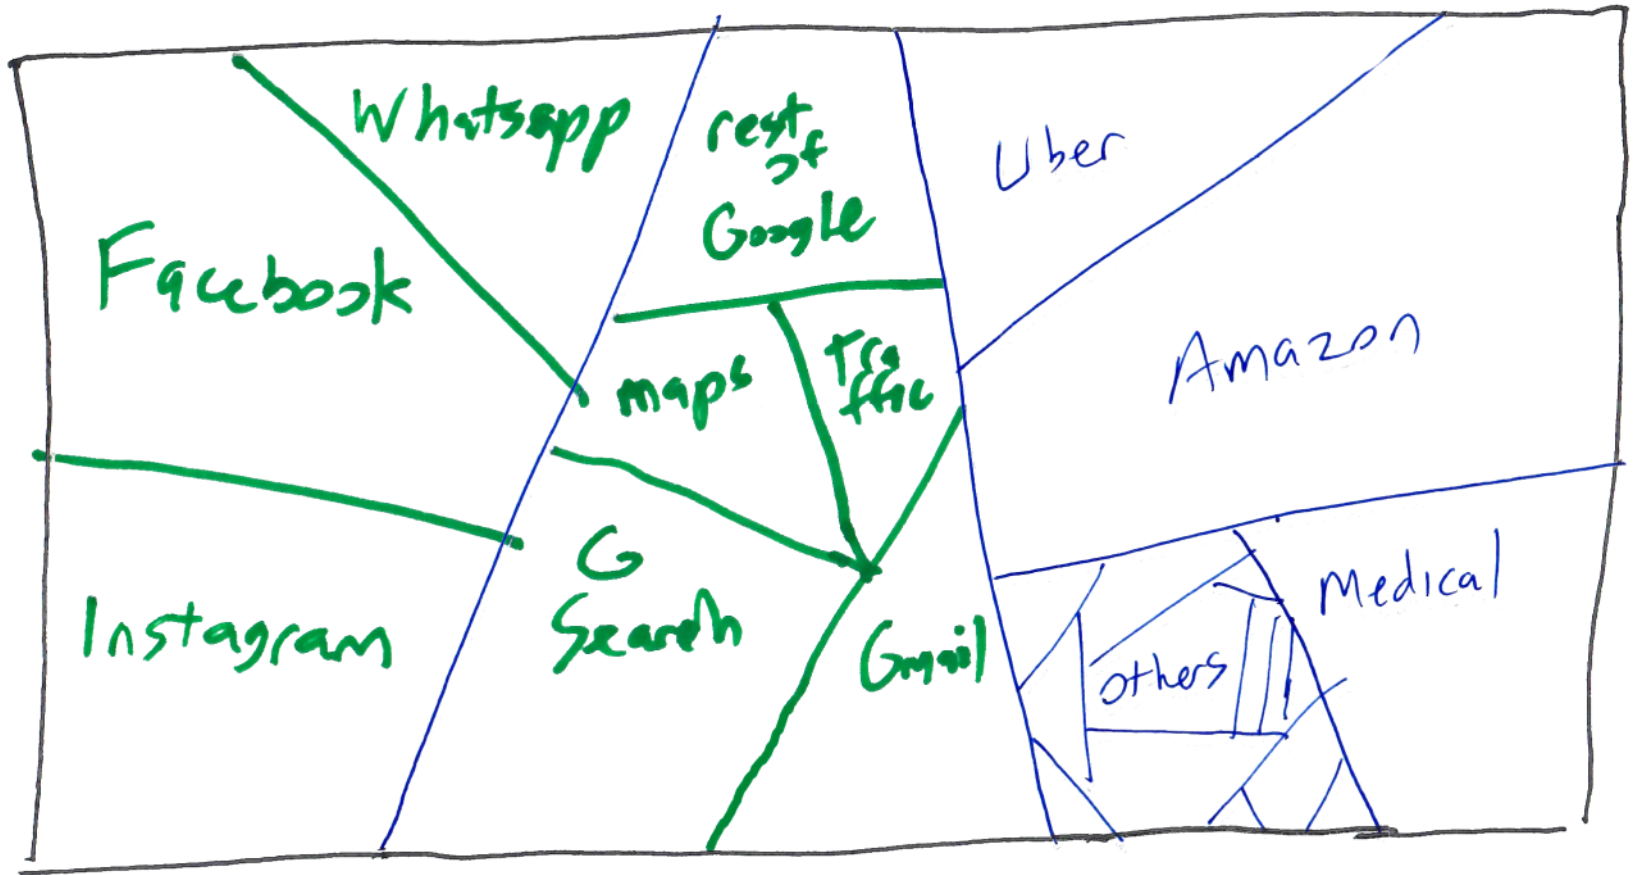 Whatsapp
Facebook
Instagram
rest
of
Google
maps
Tra
ffic
G
Search
Gmail
Uber
Amazon
Medical
others